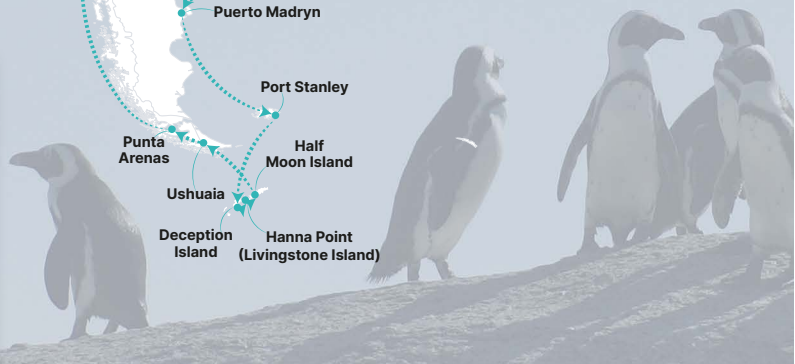 Puerto Madryn
Port Stanley
Punta
Arenas
Half
Moon Island
Ushuaia
Deception
Island
Hanna Point
(Livingstone Island)